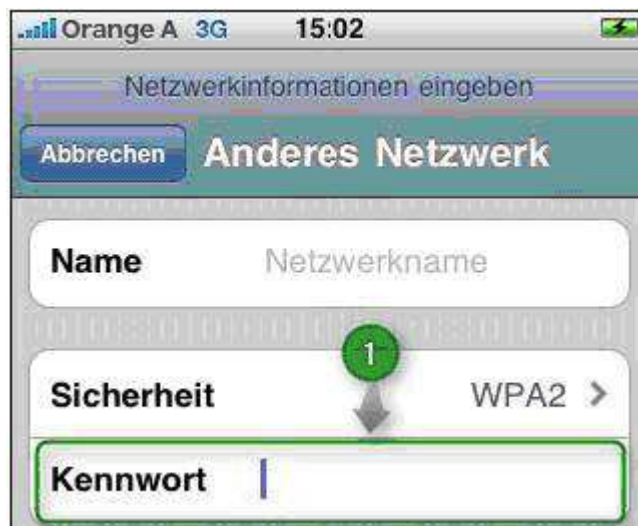 Orange A 3G 15:02
Netzwerkinformationen eingeben
Abbrechen Anderes Netzwerk
Name Netzwerkname
1
Sicherheit WPA2 >
Kennwort